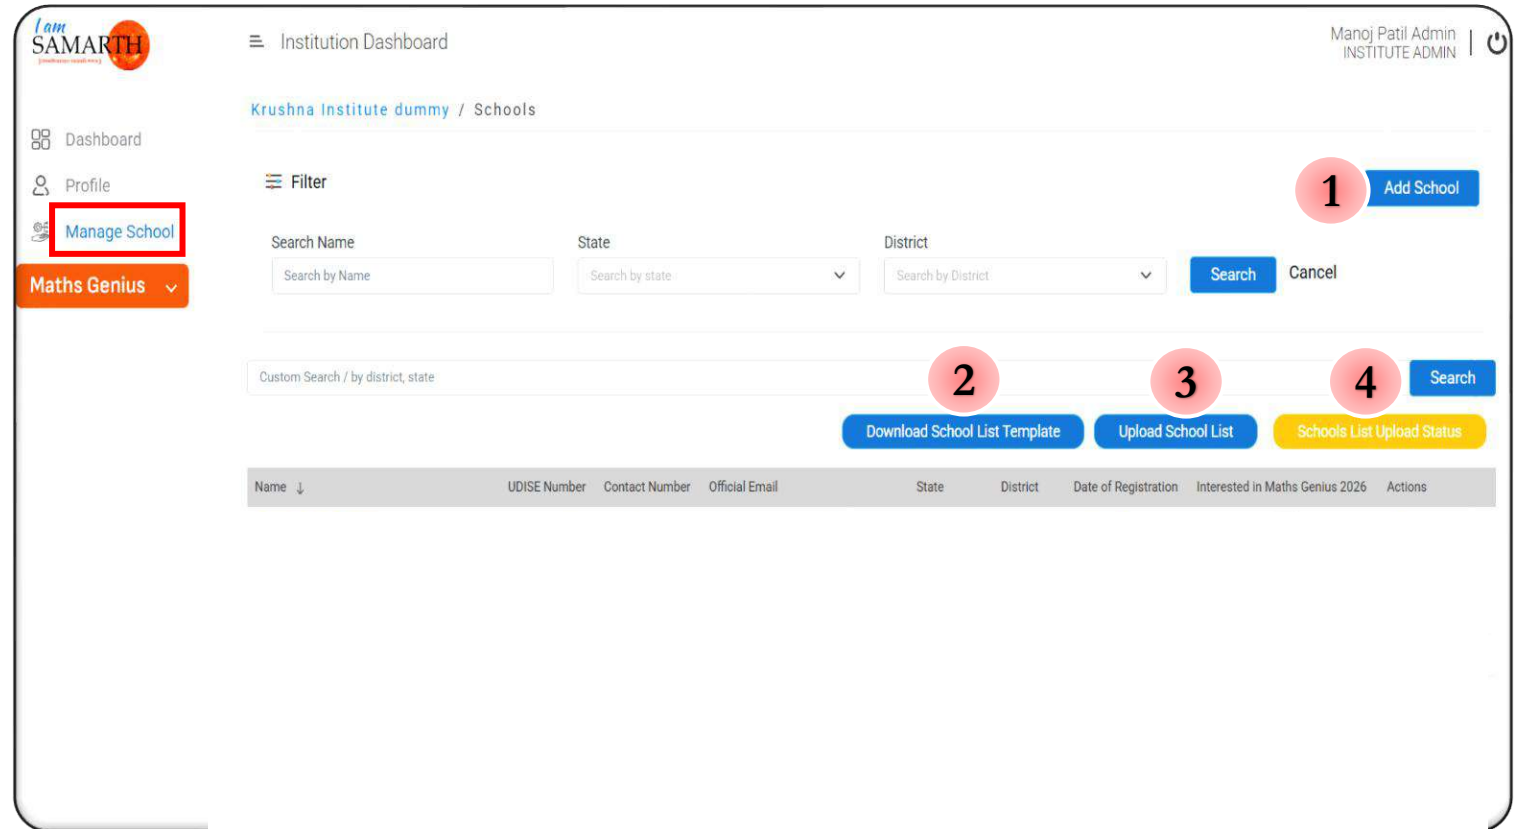 I am
SAMARTH
Institution Dashboard
Manoj Patil Admin
INSTITUTE ADMIN
Krushna Institute dummy / Schools
Dashboard
Profile
Manage School
Maths Genius
Filter
1
Add School
Search Name
State
District
Search by Name
Search by state
Search by District
Search
Cancel
Custom Search / by district, state
2
3
4
Search
Download School List Template
Upload School List
Schools List Upload Status
Name ↓ UDISE Number Contact Number Official Email State District Date of Registration Interested in Maths Genius 2026 Actions